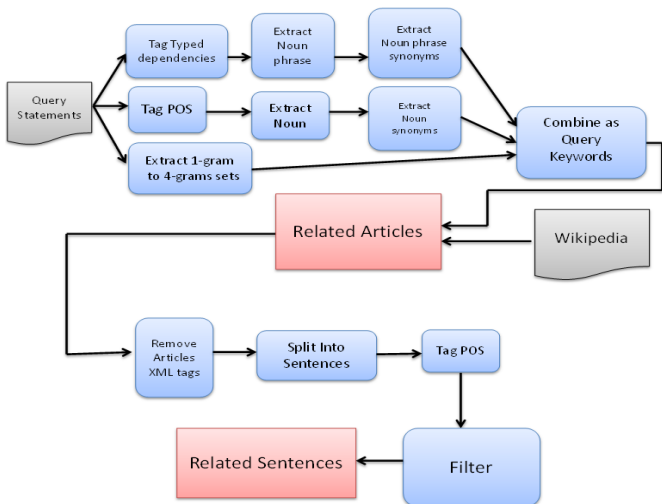 Tag Typed
dependencies
Extract
Noun
phrase
Extract
Noun phrase
synonyms
Query
Statements
Tag POS
Extract
Noun
Extract
Noun
synonyms
Combine as
Query
Keywords
Extract 1-gram
to 4-grams sets
Related Articles
Wikipedia
Remove
Articles
XML tags
Split Into
Sentences
Tag POS
Related Sentences
Filter